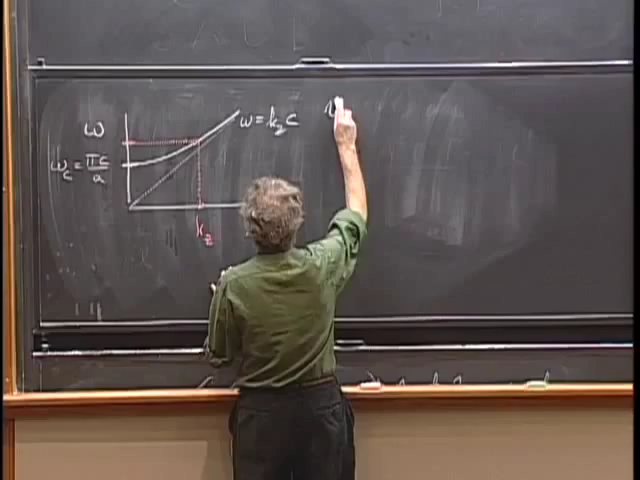 ω
ω = k_z c
ω_c = πc/a
k_z